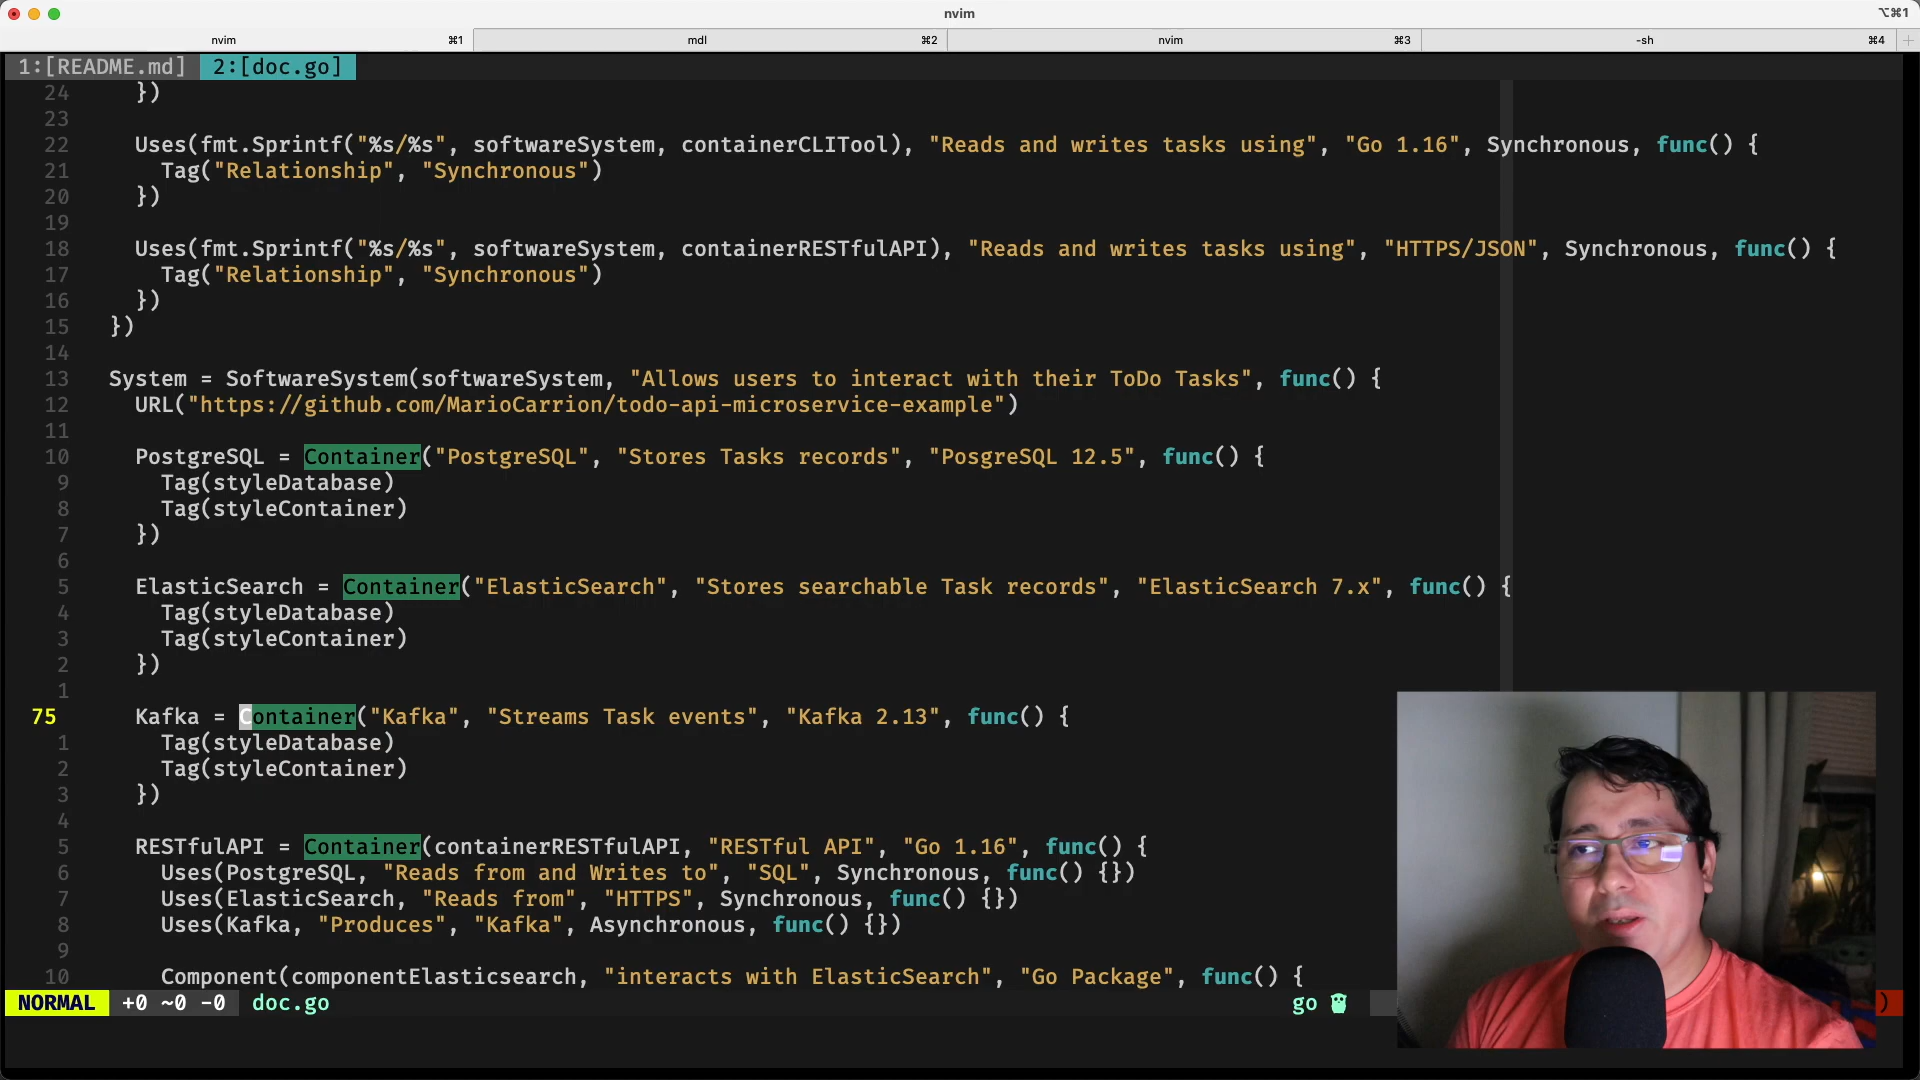 nvim
⌥⌘1
nvim ⌘1 mdl ⌘2 nvim ⌘3 -sh ⌘4 +
1:[README.md] 2:[doc.go]
24 })
23
22 Uses(fmt.Sprintf("%s/%s", softwareSystem, containerCLITool), "Reads and writes tasks using", "Go 1.16", Synchronous, func() {
21 Tag("Relationship", "Synchronous")
20 })
19
18 Uses(fmt.Sprintf("%s/%s", softwareSystem, containerRESTfulAPI), "Reads and writes tasks using", "HTTPS/JSON", Synchronous, func() {
17 Tag("Relationship", "Synchronous")
16 })
15 })
14
13 System = SoftwareSystem(softwareSystem, "Allows users to interact with their ToDo Tasks", func() {
12 URL("https://github.com/MarioCarrion/todo-api-microservice-example")
11
10 PostgreSQL = Container("PostgreSQL", "Stores Tasks records", "PosgreSQL 12.5", func() {
9 Tag(styleDatabase)
8 Tag(styleContainer)
7 })
6
5 ElasticSearch = Container("ElasticSearch", "Stores searchable Task records", "ElasticSearch 7.x", func() {
4 Tag(styleDatabase)
3 Tag(styleContainer)
2 })
1
75 Kafka = Container("Kafka", "Streams Task events", "Kafka 2.13", func() {
1 Tag(styleDatabase)
2 Tag(styleContainer)
3 })
4
5 RESTfulAPI = Container(containerRESTfulAPI, "RESTful API", "Go 1.16", func() {
6 Uses(PostgreSQL, "Reads from and Writes to", "SQL", Synchronous, func() {})
7 Uses(ElasticSearch, "Reads from", "HTTPS", Synchronous, func() {})
8 Uses(Kafka, "Produces", "Kafka", Asynchronous, func() {})
9
10 Component(componentElasticsearch, "interacts with ElasticSearch", "Go Package", func() {
NORMAL +0 ~0 -0 doc.go go )